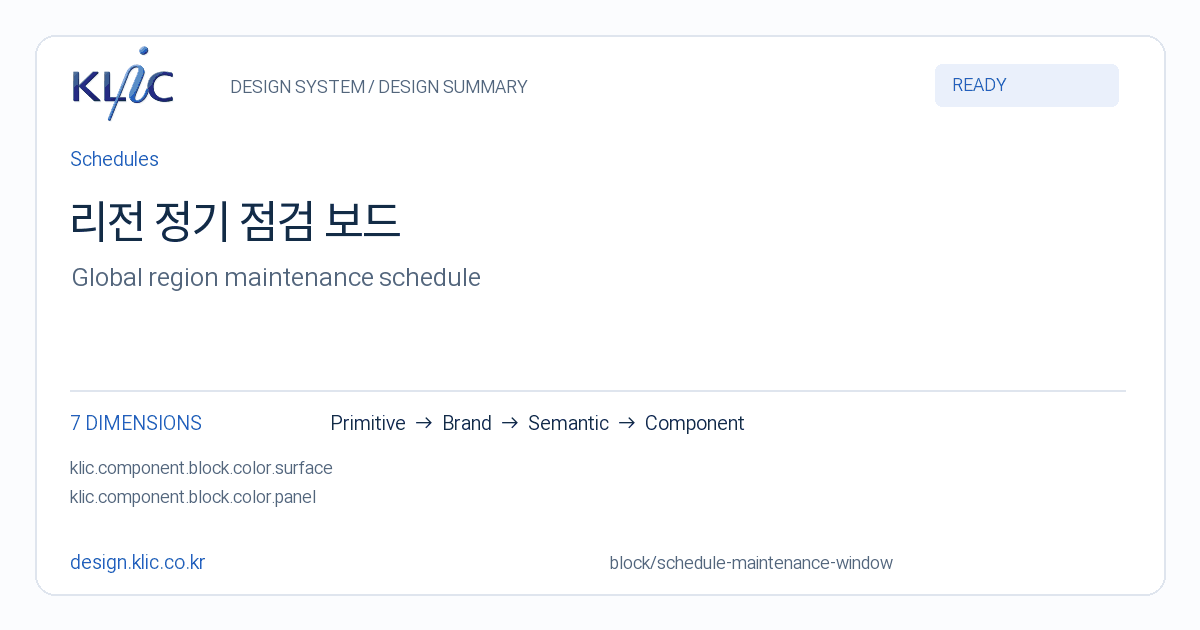 KLiC
DESIGN SYSTEM / DESIGN SUMMARY
READY
Schedules
리전 정기 점검 보드
Global region maintenance schedule
7 DIMENSIONS
Primitive → Brand → Semantic → Component
klic.component.block.color.surface
klic.component.block.color.panel
design.klic.co.kr
block/schedule-maintenance-window